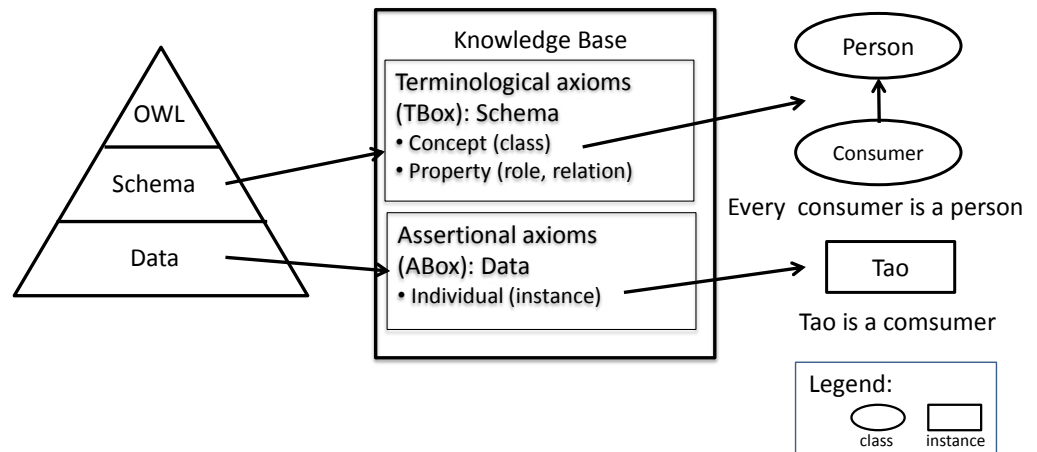 OWL
Schema
Data
Knowledge Base
Terminological axioms
(TBox): Schema
• Concept (class)
• Property (role, relation)
Assertional axioms
(ABox): Data
• Individual (instance)
Person
Consumer
Every consumer is a person
Tao
Tao is a comsumer
Legend:
class instance